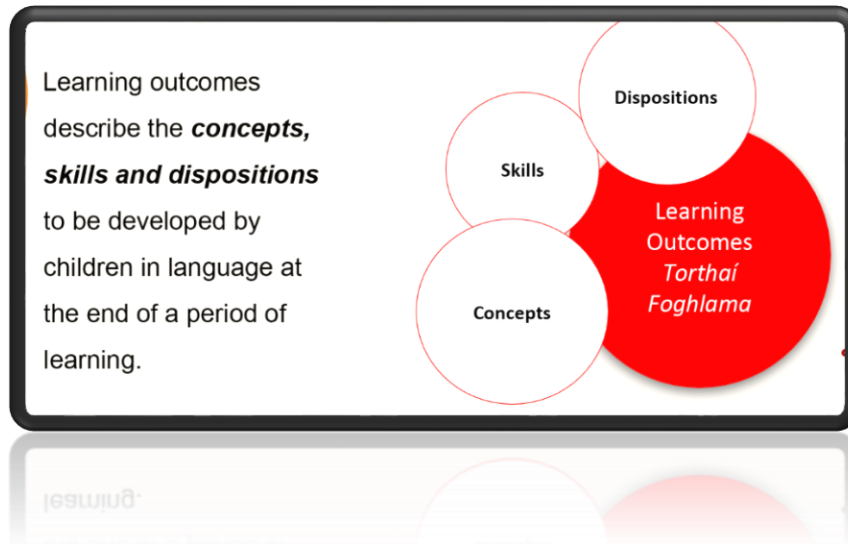 Learning outcomes
describe the concepts,
skills and dispositions
to be developed by
children in language at
the end of a period of
learning.
Dispositions
Skills
Concepts
Learning
Outcomes
Torthaí
Foghlama